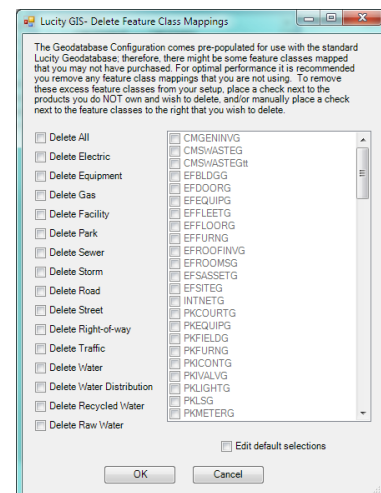 Lucity GIS- Delete Feature Class Mappings
The Geodatabase Configuration comes pre-populated for use with the standard
Lucity Geodatabase; therefore, there might be some feature classes mapped
that you may not have purchased. For optimal performance it is recommended
you remove any feature class mappings that you are not using. To remove
these excess feature classes from your setup, place a check next to the
products you do NOT own and wish to delete, and/or manually place a check
next to the feature classes to the right that you wish to delete.
Delete All
Delete Electric
Delete Equipment
Delete Gas
Delete Facility
Delete Park
Delete Sewer
Delete Storm
Delete Road
Delete Street
Delete Right-of-way
Delete Traffic
Delete Water
Delete Water Distribution
Delete Recycled Water
Delete Raw Water
CMGENINVG
CMSWASTEG
CMSWASTEGtt
EFBLDGG
EFDOORG
EFEQUIPG
EFFLEETG
EFFLOORG
EFFURNG
EFROOFINVG
EFROOMSG
EFSASSETG
EFSITEG
INTNETG
PKCOURTG
PKEQUIPG
PKFIELDG
PKFURNG
PKICONTG
PKIVALVG
PKLIGHTG
PKLSG
PKMETERG
Edit default selections
OK
Cancel